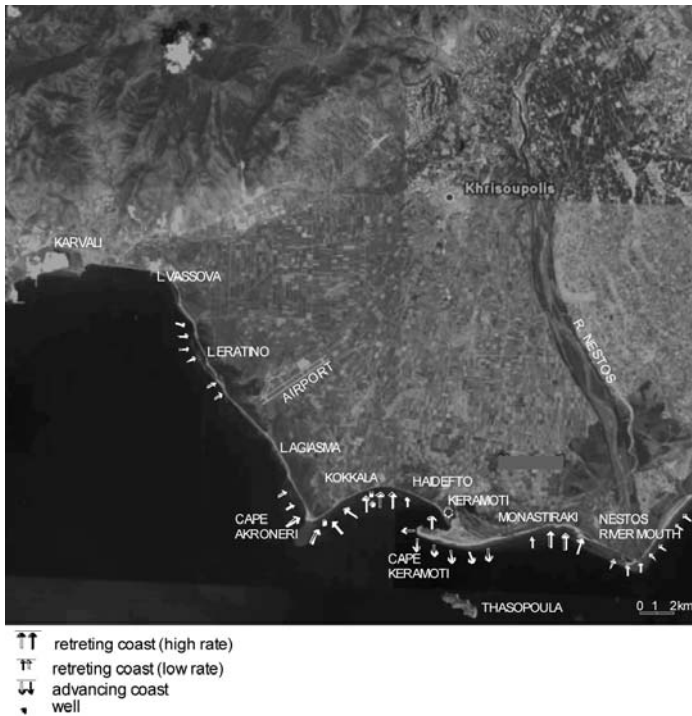 Khrisoupolis
KARVALI
L.VASSOVA
R. NESTOS
L.ERATINO
AIRPORT
L.AGIASMA
KOKKALA
HAIDEFTO
KERAMOTI
CAPE
AKRONERI
MONASTIRAKI
NESTOS
RIVER MOUTH
CAPE
KERAMOTI
THASOPOULA
0 1 2km
retreting coast (high rate)
retreting coast (low rate)
advancing coast
well